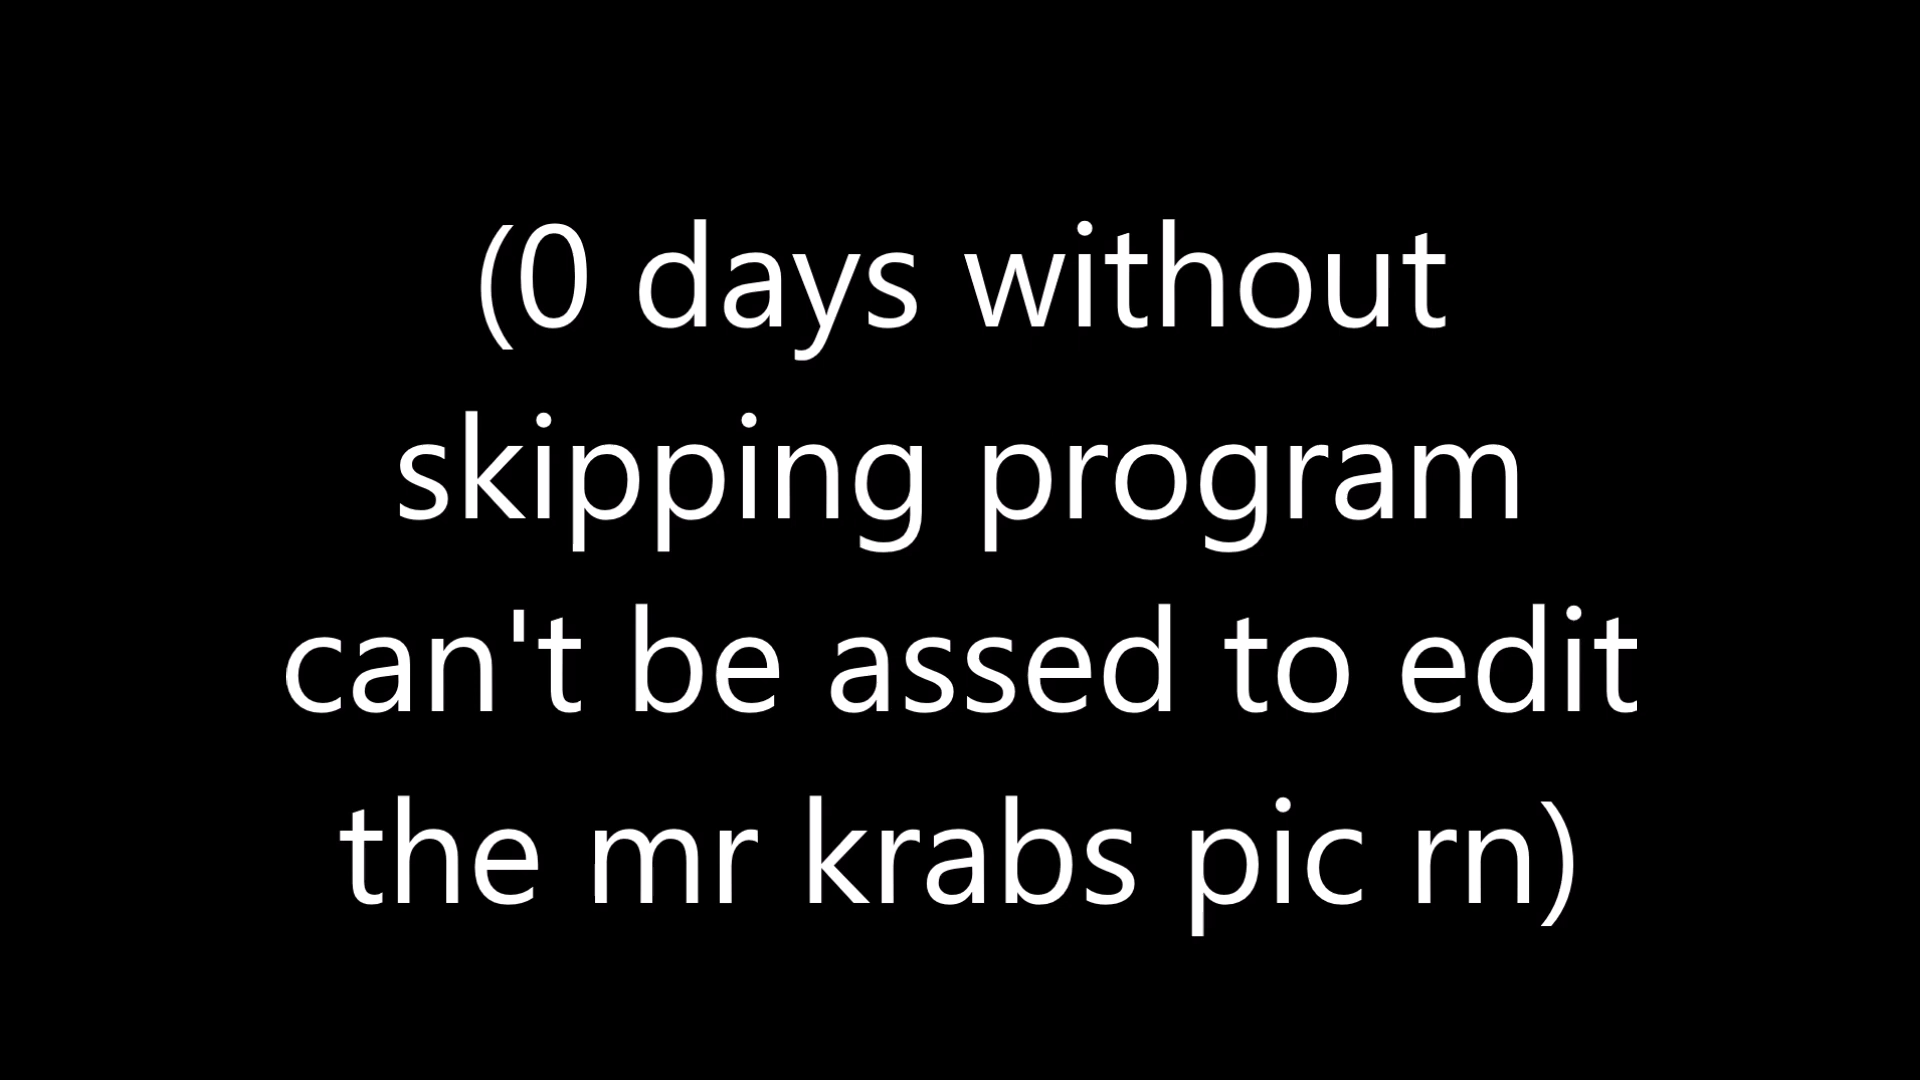 (0 days without
skipping program
can't be assed to edit
the mr krabs pic rn)